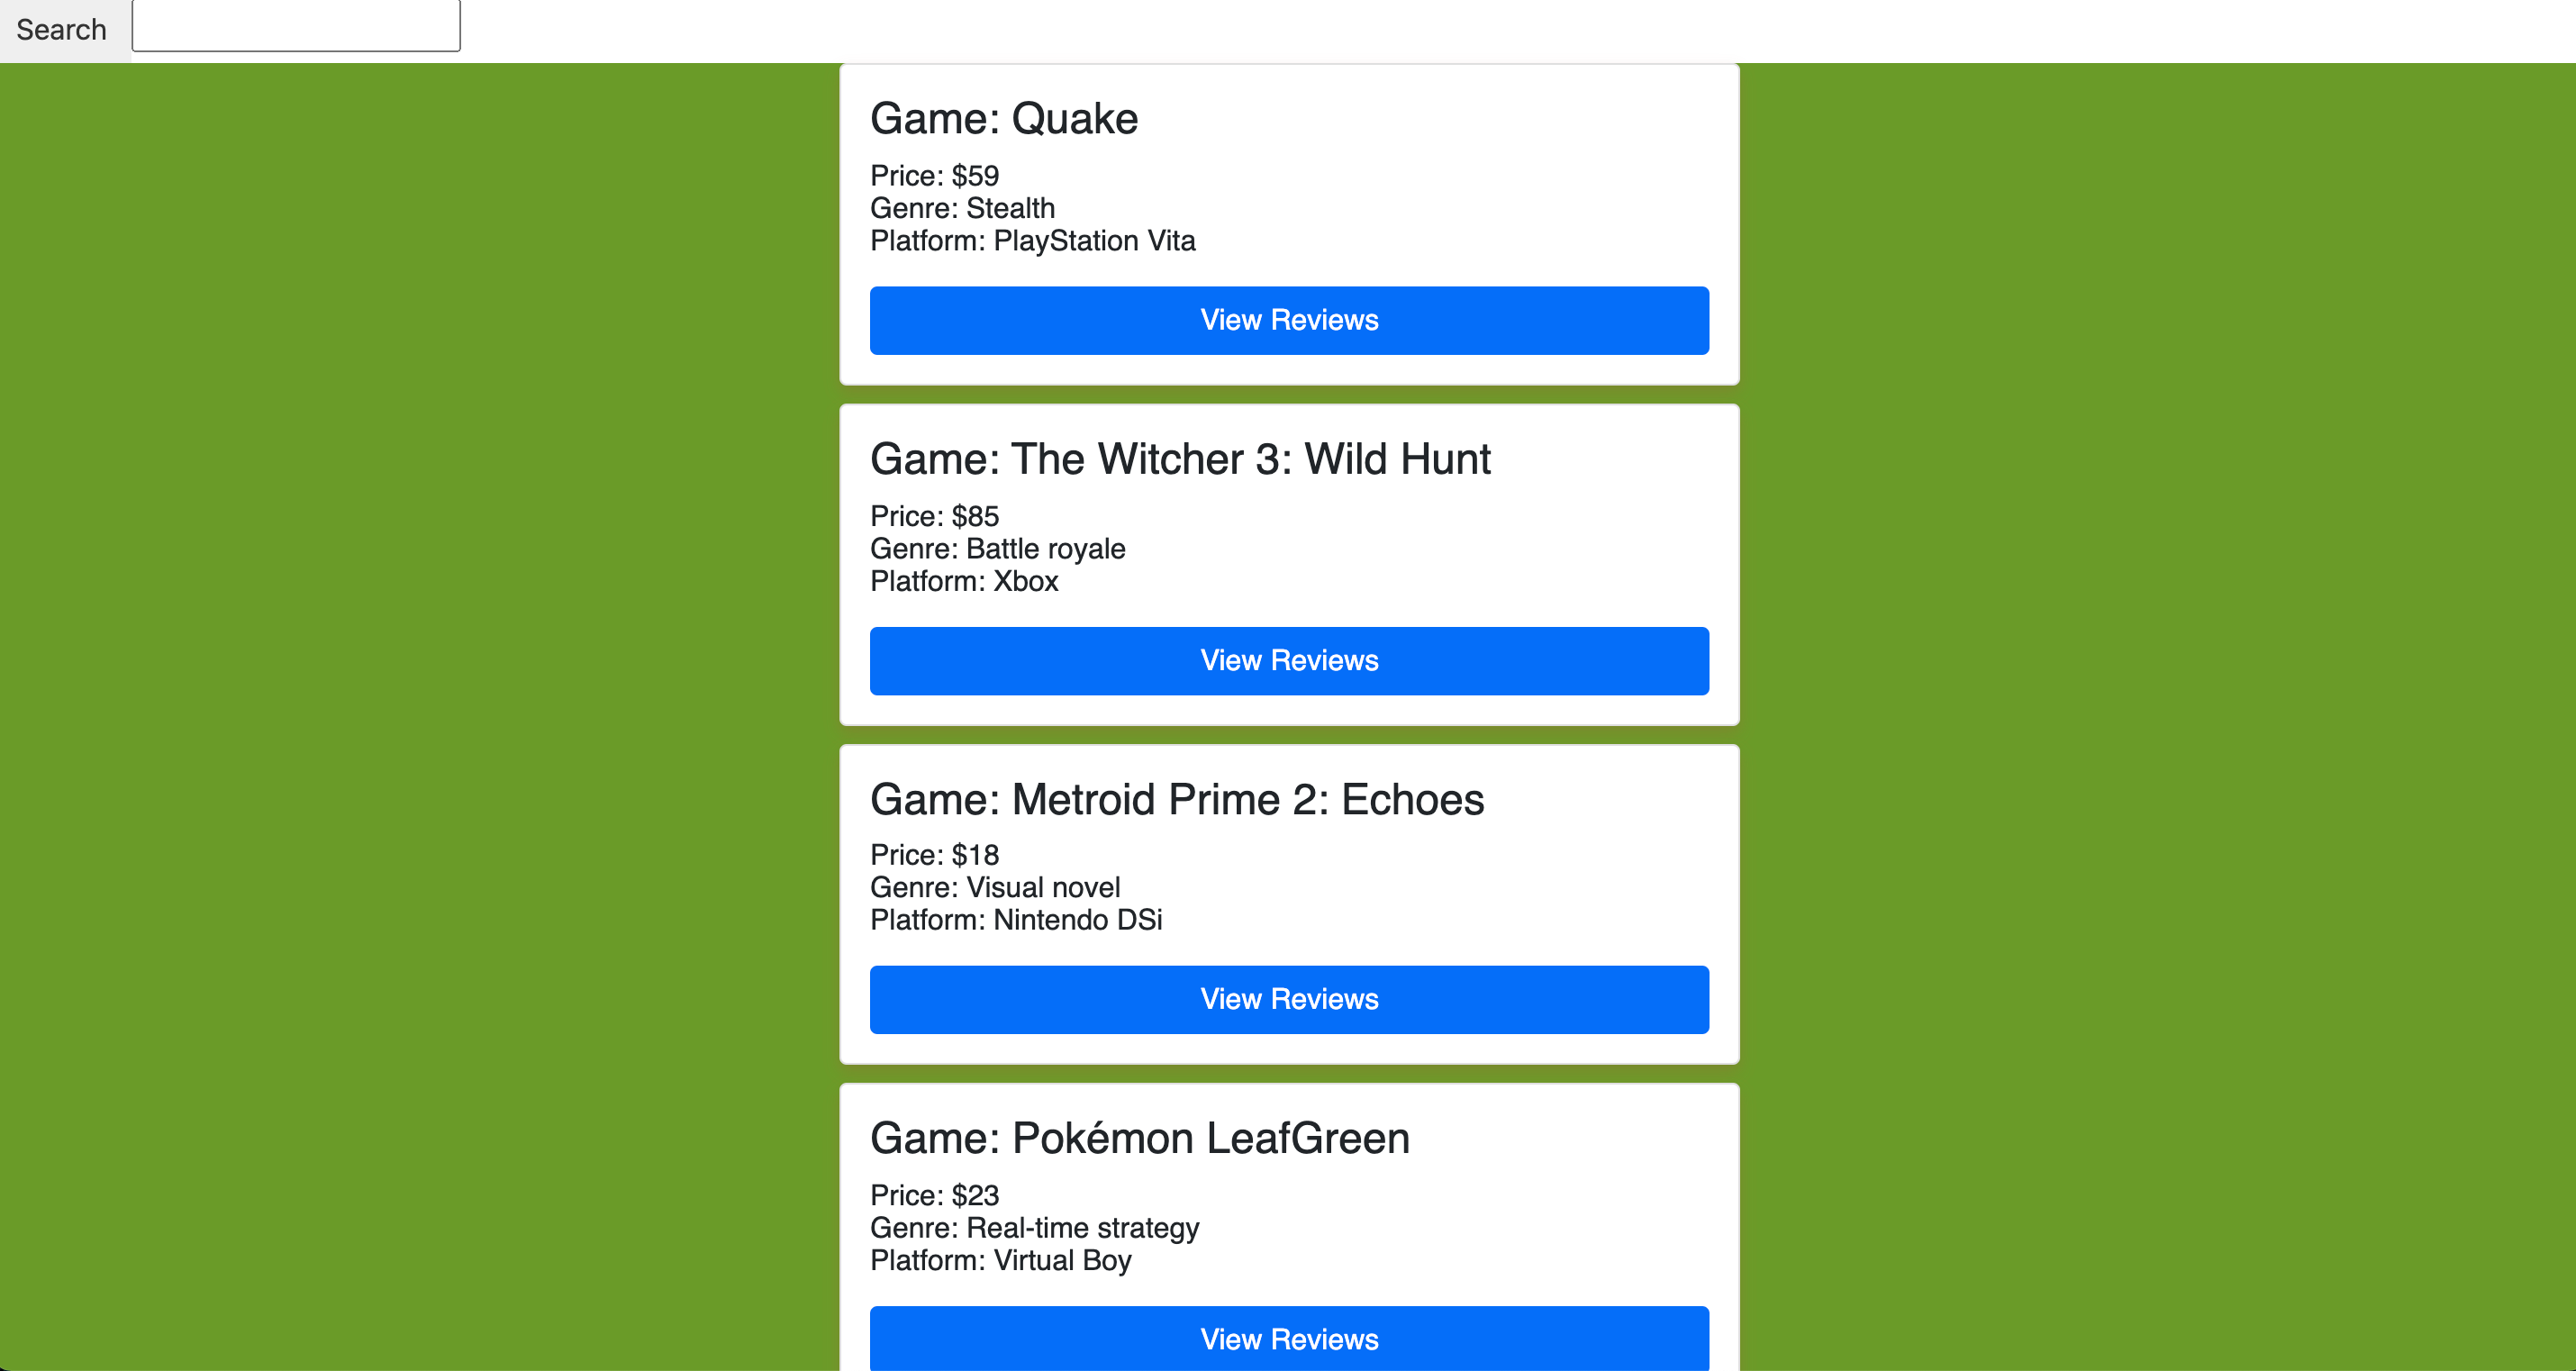 Search
Game: Quake
Price: $59
Genre: Stealth
Platform: PlayStation Vita
View Reviews
Game: The Witcher 3: Wild Hunt
Price: $85
Genre: Battle royale
Platform: Xbox
View Reviews
Game: Metroid Prime 2: Echoes
Price: $18
Genre: Visual novel
Platform: Nintendo DSi
View Reviews
Game: Pokémon LeafGreen
Price: $23
Genre: Real-time strategy
Platform: Virtual Boy
View Reviews